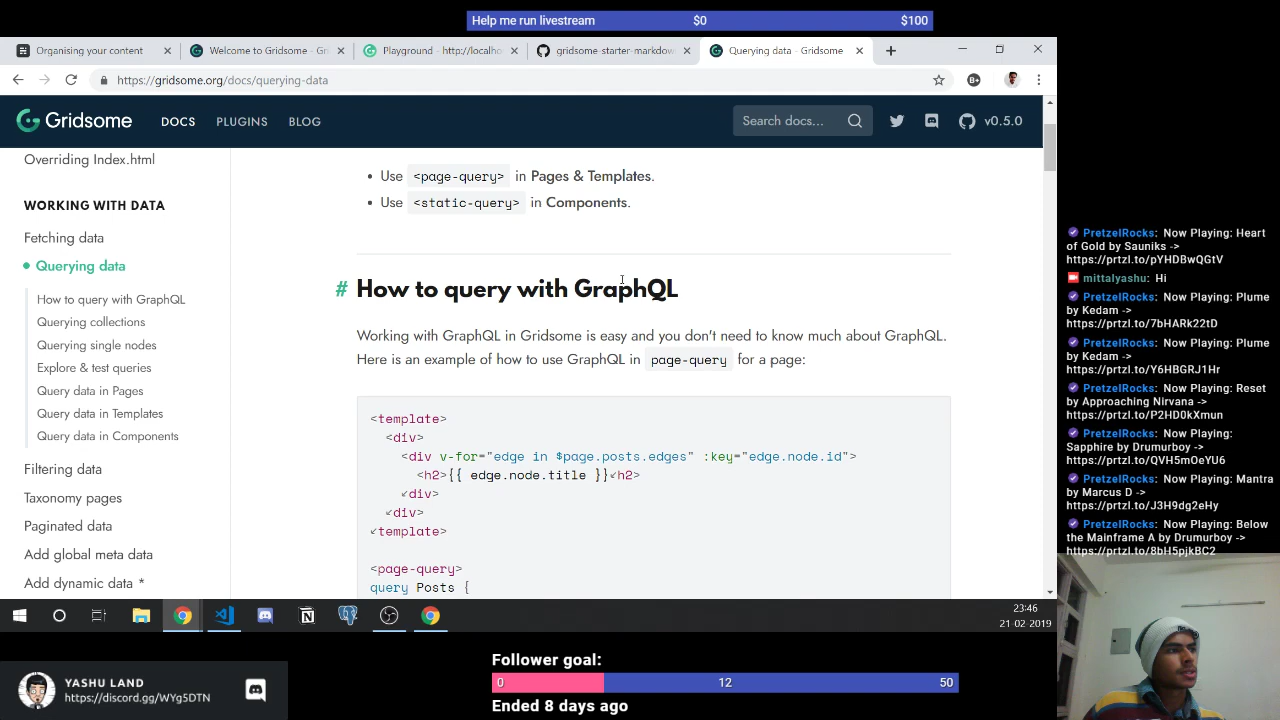 Help me run livestream $0 $100
Organising your content
Welcome to Gridsome - Gri
Playground - http://localho
gridsome-starter-markdow
Querying data - Gridsome
https://gridsome.org/docs/querying-data
Gridsome DOCS PLUGINS BLOG Search docs... v0.5.0
Overriding Index.html
WORKING WITH DATA
Fetching data
Querying data
How to query with GraphQL
Querying collections
Querying single nodes
Explore & test queries
Query data in Pages
Query data in Templates
Query data in Components
Filtering data
Taxonomy pages
Paginated data
Add global meta data
Add dynamic data *
• Use <page-query> in Pages & Templates.
• Use <static-query> in Components.
# How to query with GraphQL
Working with GraphQL in Gridsome is easy and you don't need to know much about GraphQL.
Here is an example of how to use GraphQL in page-query for a page:
<template>
<div>
<div v-for="edge in $page.posts.edges" :key="edge.node.id">
<h2>{{ edge.node.title }}</h2>
</div>
</div>
</template>
<page-query>
query Posts {
PretzelRocks: Now Playing: Heart
of Gold by Sauniks ->
https://prtzl.to/pYHDBwQGtV
mittalyashu: Hi
PretzelRocks: Now Playing: Plume
by Kedam ->
https://prtzl.to/7bHARk22tD
PretzelRocks: Now Playing: Plume
by Kedam ->
https://prtzl.to/Y6HBGRJ1Hr
PretzelRocks: Now Playing: Reset
by Approaching Nirvana ->
https://prtzl.to/P2HD0kXmun
PretzelRocks: Now Playing:
Sapphire by Drumurboy ->
https://prtzl.to/QVH5mOeYU6
PretzelRocks: Now Playing: Mantra
by Marcus D ->
https://prtzl.to/J3H9dg2eHy
PretzelRocks: Now Playing: Below
the Mainframe A by Drumurboy ->
https://prtzl.to/8bH5pjkBC2
23:46
21-02-2019
YASHU LAND
https://discord.gg/WYg5DTN
Follower goal:
0 12 50
Ended 8 days ago